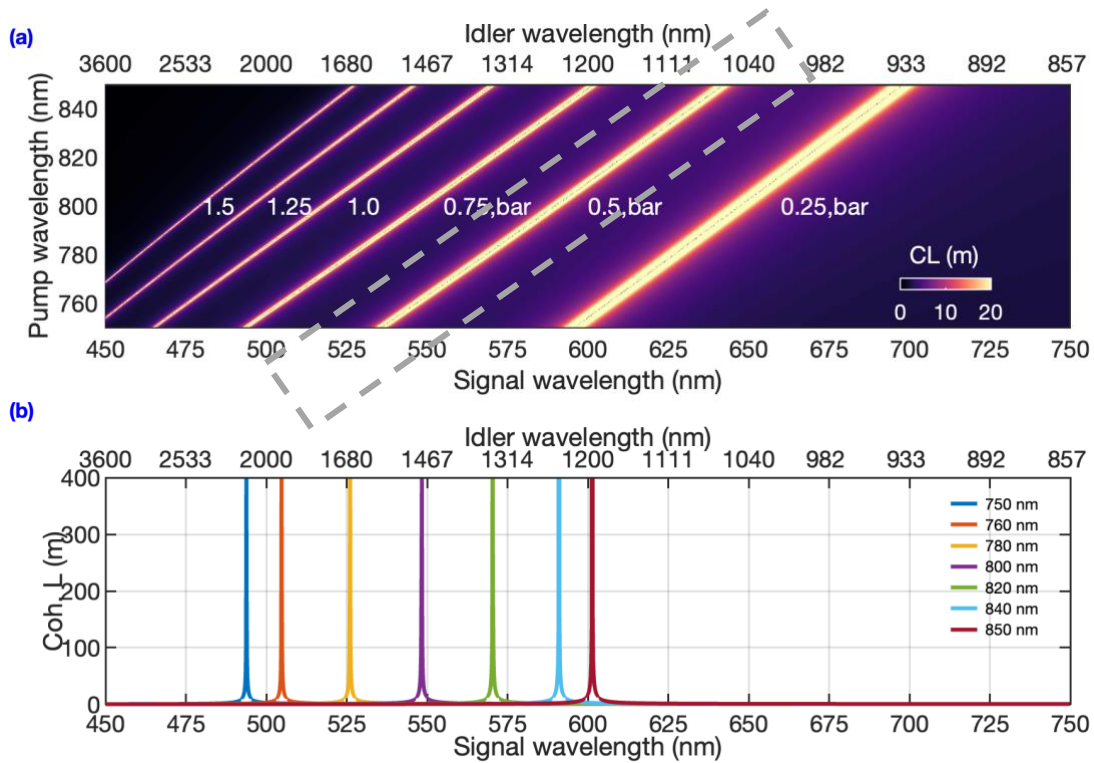 (a)
Idler wavelength (nm)
3600 2533 2000 1680 1467 1314 1200 1111 1040 982 933 892 857
Pump wavelength (nm)
840
820
800
780
760
1.5 1.25 1.0 0.75,bar 0.5,bar 0.25,bar
CL (m)
0 10 20
450 475 500 525 550 575 600 625 650 675 700 725 750
Signal wavelength (nm)
(b)
Idler wavelength (nm)
3600 2533 2000 1680 1467 1314 1200 1111 1040 982 933 892 857
Coh, L (m)
400
300
200
100
0
750 nm
760 nm
780 nm
800 nm
820 nm
840 nm
850 nm
450 475 500 525 550 575 600 625 650 675 700 725 750
Signal wavelength (nm)